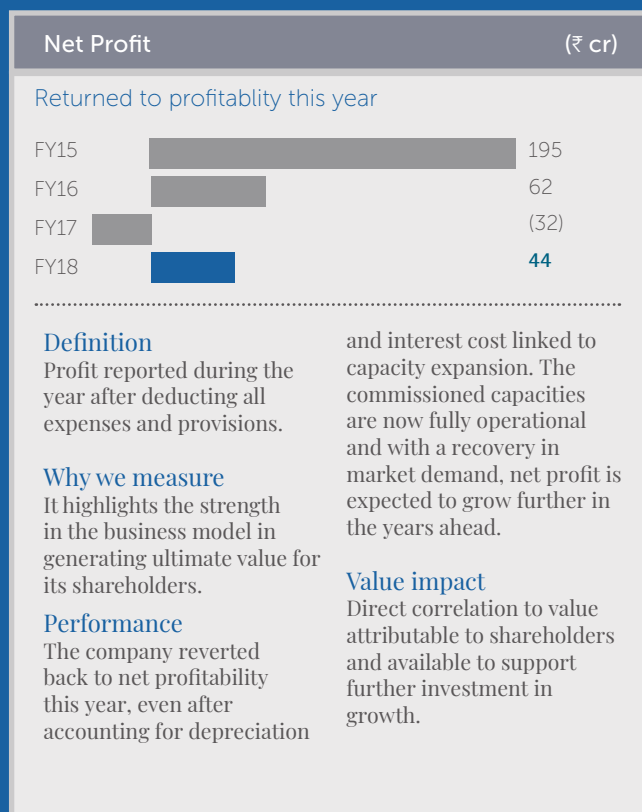 Net Profit (₹ cr)
Returned to profitablity this year
FY15 195
FY16 62
FY17 (32)
FY18 44
Definition
Profit reported during the
year after deducting all
expenses and provisions.
Why we measure
It highlights the strength
in the business model in
generating ultimate value for
its shareholders.
Performance
The company reverted
back to net profitability
this year, even after
accounting for depreciation
and interest cost linked to
capacity expansion. The
commissioned capacities
are now fully operational
and with a recovery in
market demand, net profit is
expected to grow further in
the years ahead.
Value impact
Direct correlation to value
attributable to shareholders
and available to support
further investment in
growth.